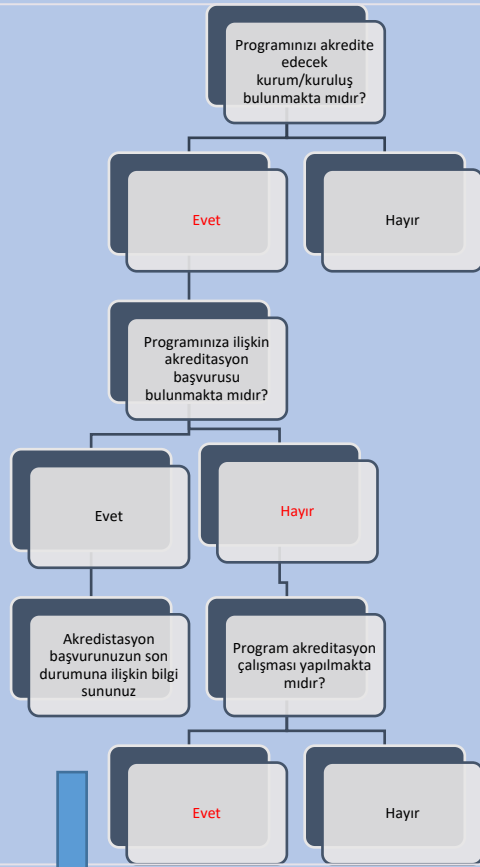 Programınızı akredite
edecek
kurum/kuruluş
bulunmakta mıdır?
Evet
Hayır
Programınıza ilişkin
akreditasyon
başvurusu
bulunmakta mıdır?
Evet
Hayır
Akredistasyon
başvurunuzun son
durumuna ilişkin bilgi
sununuz
Program akreditasyon
çalışması yapılmakta
mıdır?
Evet
Hayır